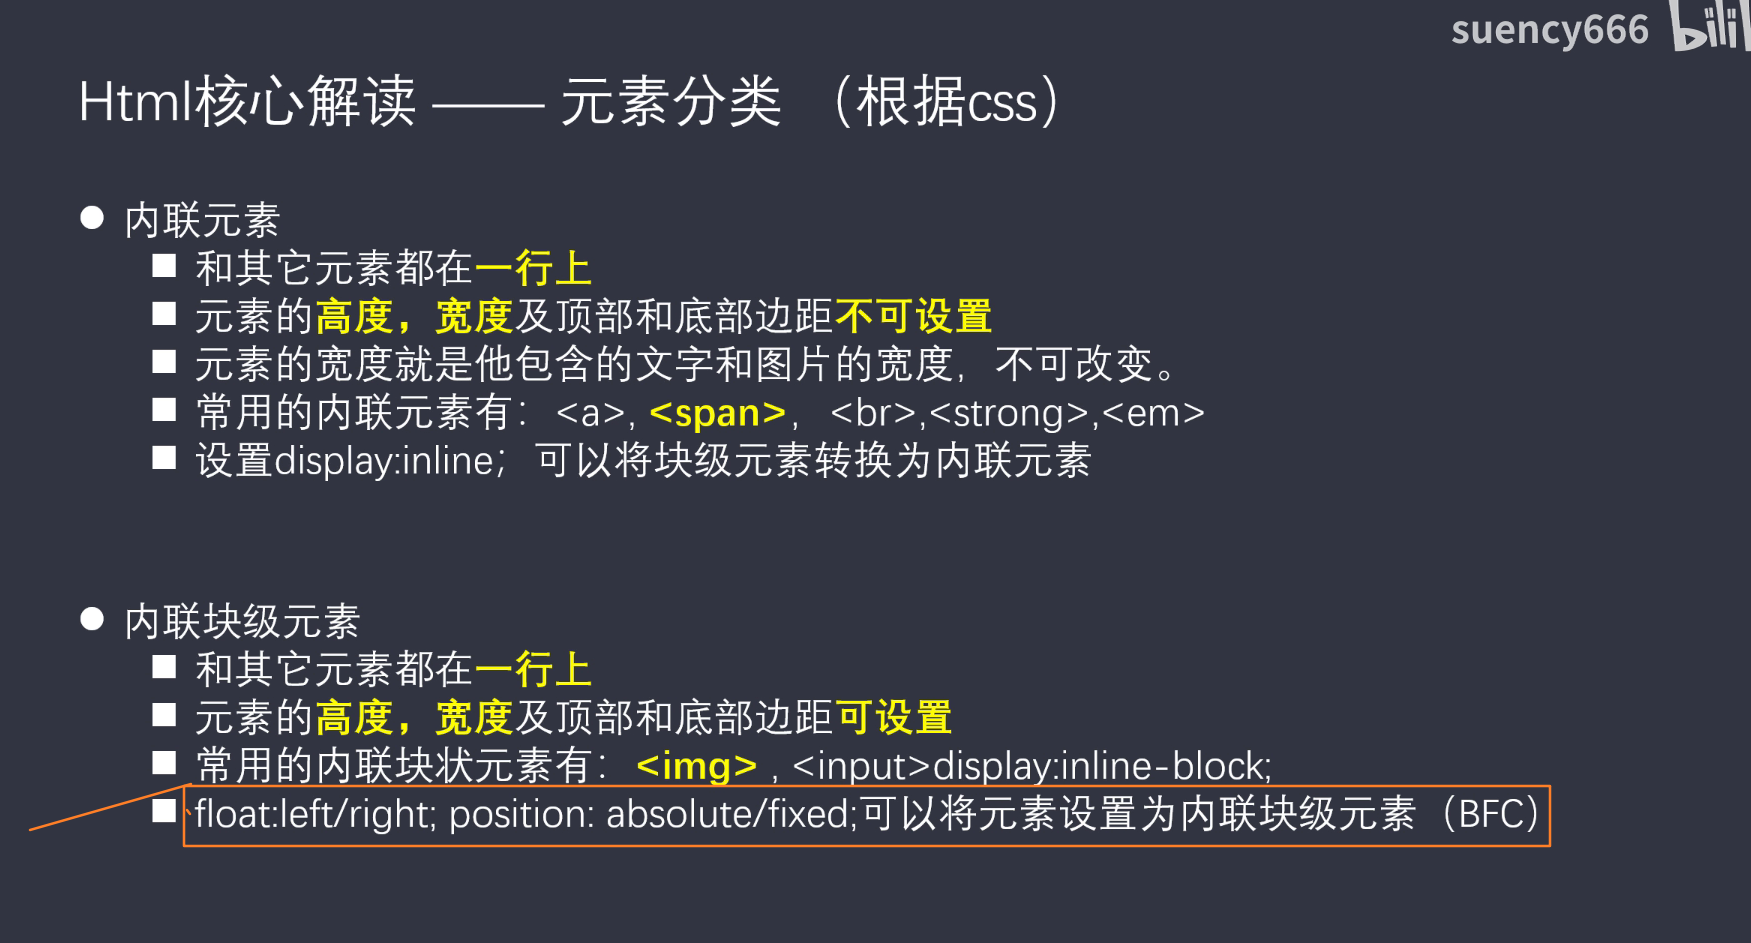 suency666 bilil
Html核心解读 —— 元素分类 （根据css）
内联元素
和其它元素都在一行上
元素的高度，宽度及顶部和底部边距不可设置
元素的宽度就是他包含的文字和图片的宽度，不可改变。
常用的内联元素有：<a>, <span>， <br>,<strong>,<em>
设置display:inline；可以将块级元素转换为内联元素
内联块级元素
和其它元素都在一行上
元素的高度，宽度及顶部和底部边距可设置
常用的内联块状元素有：<img> , <input>display:inline-block;
float:left/right; position: absolute/fixed;可以将元素设置为内联块级元素（BFC）